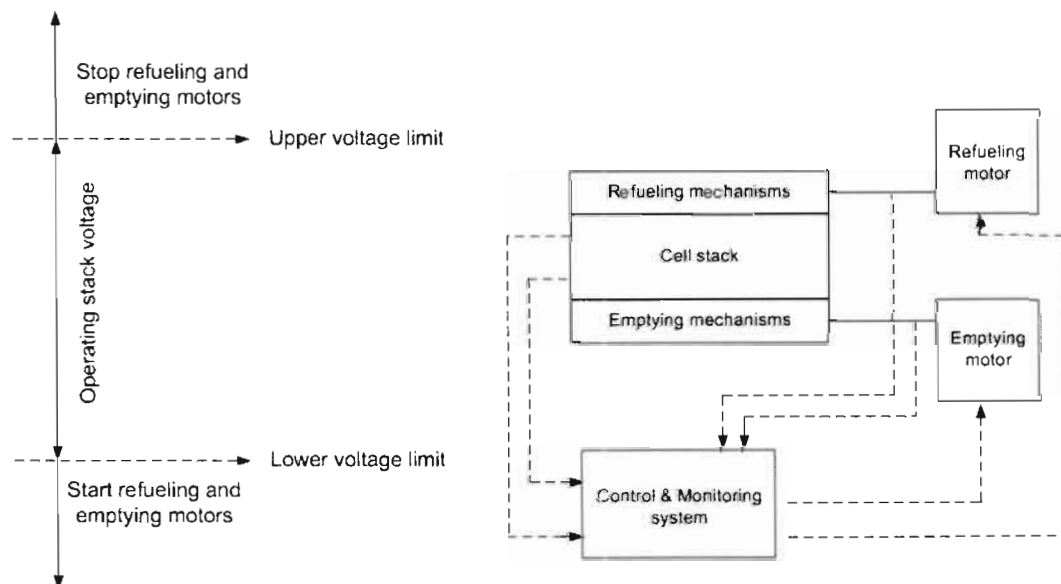 Stop refueling and
emptying motors
Upper voltage limit
Operating stack voltage
Lower voltage limit
Start refueling and
emptying motors
Refueling mechanisms
Cell stack
Emptying mechanisms
Refueling
motor
Emptying
motor
Control & Monitoring
system